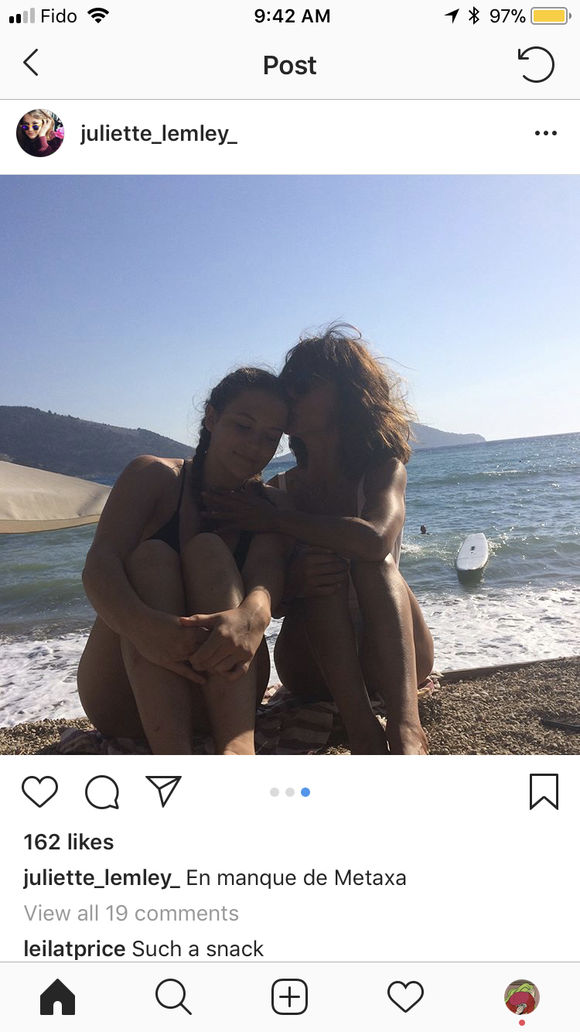 Fido 9:42 AM 97%
Post
juliette_lemley_
162 likes
juliette_lemley_ En manque de Metaxa
View all 19 comments
leilatprice Such a snack